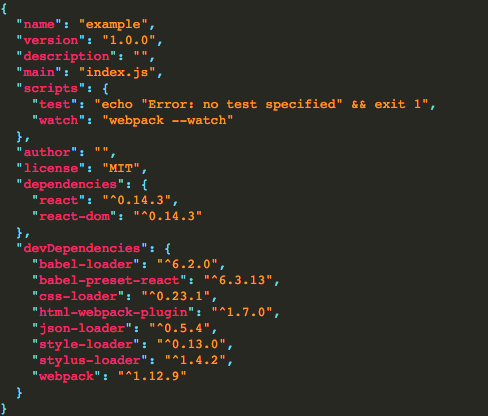 {
  "name": "example",
  "version": "1.0.0",
  "description": "",
  "main": "index.js",
  "scripts": {
    "test": "echo "Error: no test specified" && exit 1",
    "watch": "webpack --watch"
  },
  "author": "",
  "license": "MIT",
  "dependencies": {
    "react": "^0.14.3",
    "react-dom": "^0.14.3"
  },
  "devDependencies": {
    "babel-loader": "^6.2.0",
    "babel-preset-react": "^6.3.13",
    "css-loader": "^0.23.1",
    "html-webpack-plugin": "^1.7.0",
    "json-loader": "^0.5.4",
    "style-loader": "^0.13.0",
    "stylus-loader": "^1.4.2",
    "webpack": "^1.12.9"
  }
}